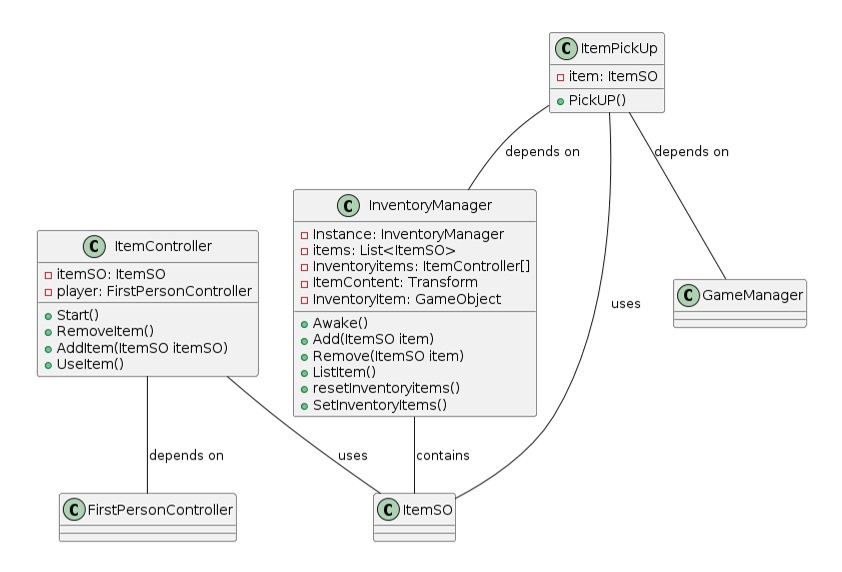 C ItemPickUp
item: ItemSO
PickUP()
depends on
depends on
C InventoryManager
Instance: InventoryManager
items: List<ItemSO>
Inventoryitems: ItemController[]
ItemContent: Transform
InventoryItem: GameObject
Awake()
Add(ItemSO item)
Remove(ItemSO item)
ListItem()
resetInventoryitems()
SetInventoryItems()
C ItemController
itemSO: ItemSO
player: FirstPersonController
Start()
RemoveItem()
AddItem(ItemSO itemSO)
UseItem()
C GameManager
uses
depends on
uses
contains
C FirstPersonController
C ItemSO